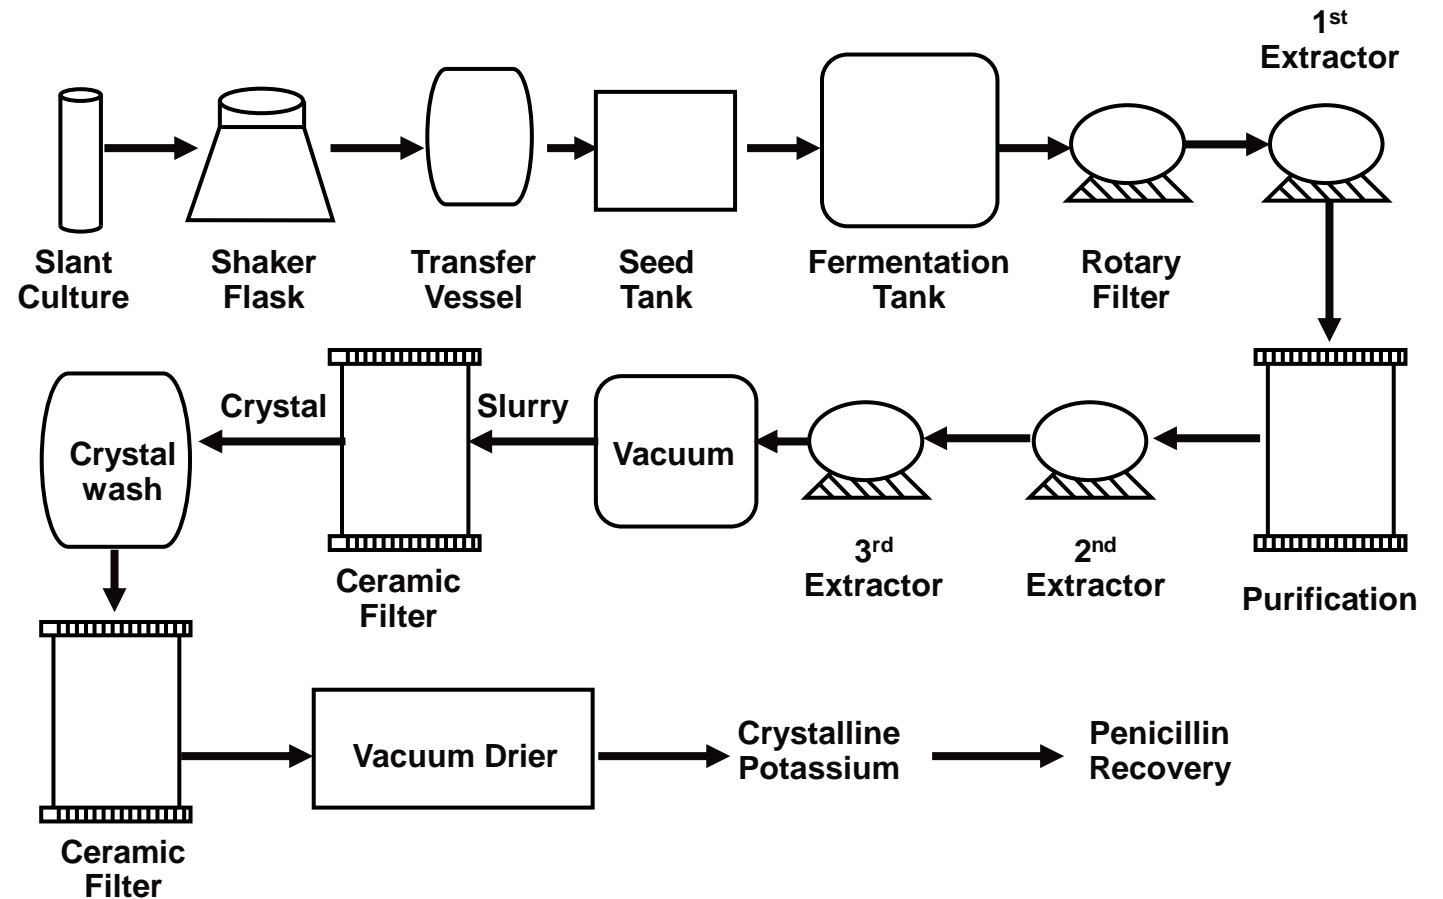 1st
Extractor
Slant
Culture
Shaker
Flask
Transfer
Vessel
Seed
Tank
Fermentation
Tank
Rotary
Filter
Crystal
wash
Crystal
Slurry
Vacuum
Ceramic
Filter
3rd
Extractor
2nd
Extractor
Purification
Ceramic
Filter
Vacuum Drier
Crystalline
Potassium
Penicillin
Recovery